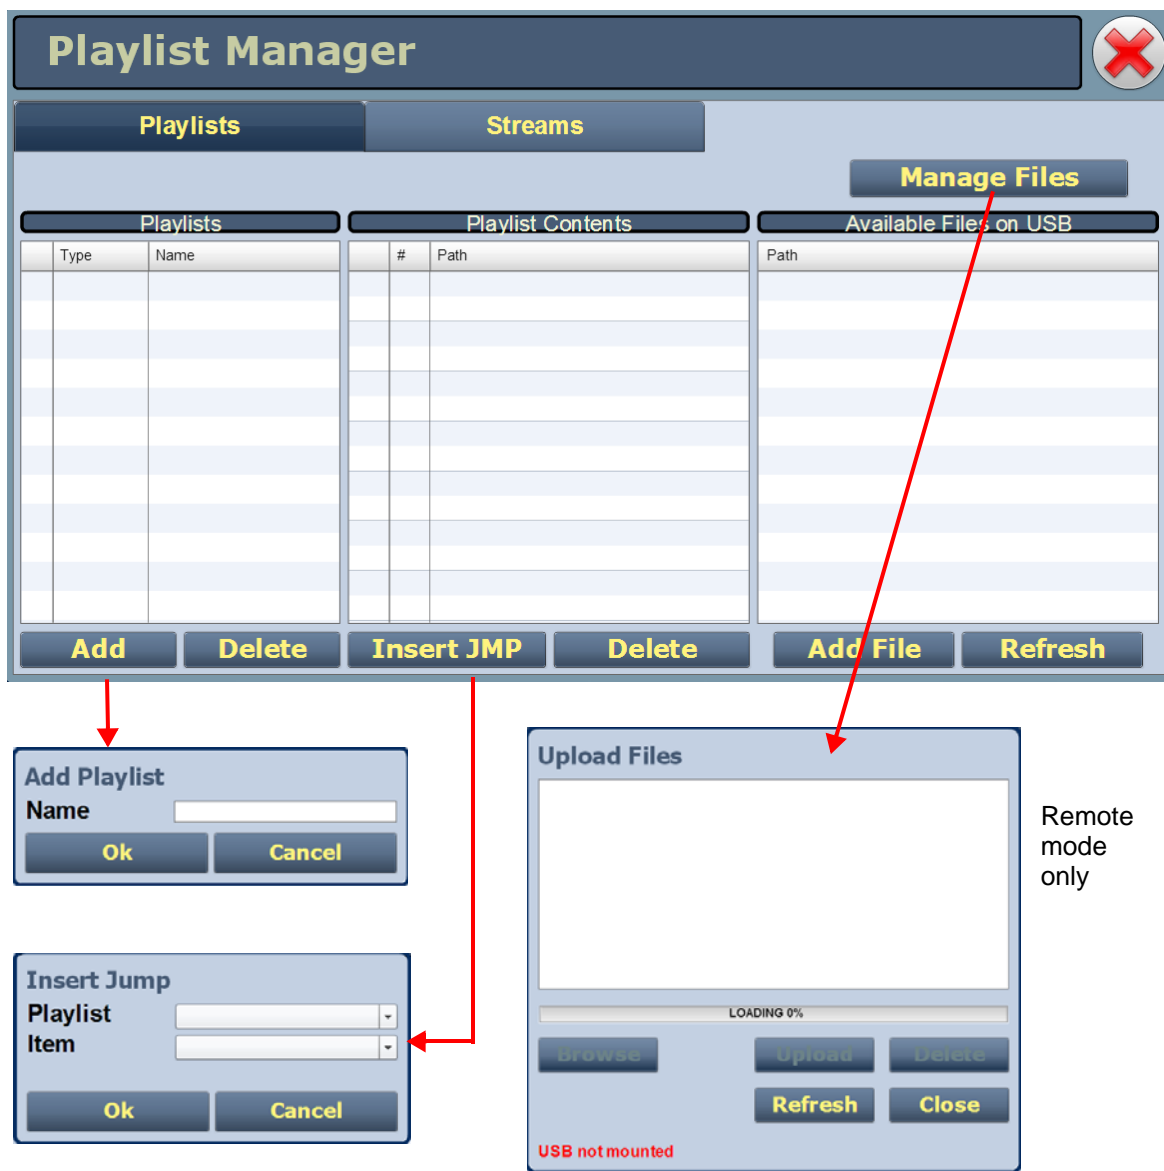 Playlist Manager
Playlists Streams
Manage Files
Playlists Playlist Contents Available Files on USB
Type Name # Path Path
Add Delete Insert JMP Delete Add File Refresh
Add Playlist
Name
Ok Cancel
Insert Jump
Playlist
Item
Ok Cancel
Upload Files
LOADING 0%
Browse Upload Delete
Refresh Close
USB not mounted
Remote
mode
only